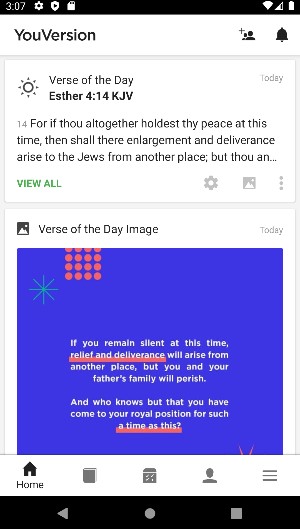 3:07
YouVersion
Verse of the Day
Today
Esther 4:14 KJV
14 For if thou altogether holdest thy peace at this
time, then shall there enlargement and deliverance
arise to the Jews from another place; but thou an...
VIEW ALL
Verse of the Day Image
Today
If you remain silent at this time,
relief and deliverance will arise from
another place, but you and your
father's family will perish.
And who knows but that you have
come to your royal position for such
a time as this?
Home